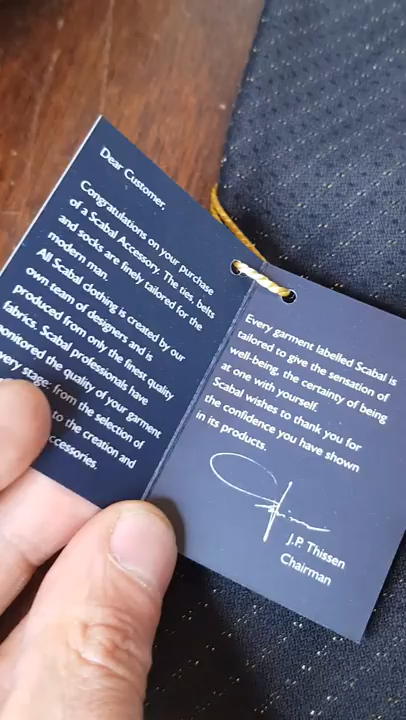 Dear Customer,
Congratulations on your purchase
of a Scabal Accessory. The ties, belts
and socks are finely tailored for the
modern man.
All Scabal clothing is created by our
own team of designers and is
produced from only the finest quality
fabrics. Scabal professionals have
monitored the quality of your garment
very stage: from the selection of
to the creation and
ccessories.
Every garment labelled Scabal is
tailored to give the sensation of
well-being, the certainty of being
at one with yourself.
Scabal wishes to thank you for
the confidence you have shown
in its products.
J.P. Thissen
Chairman